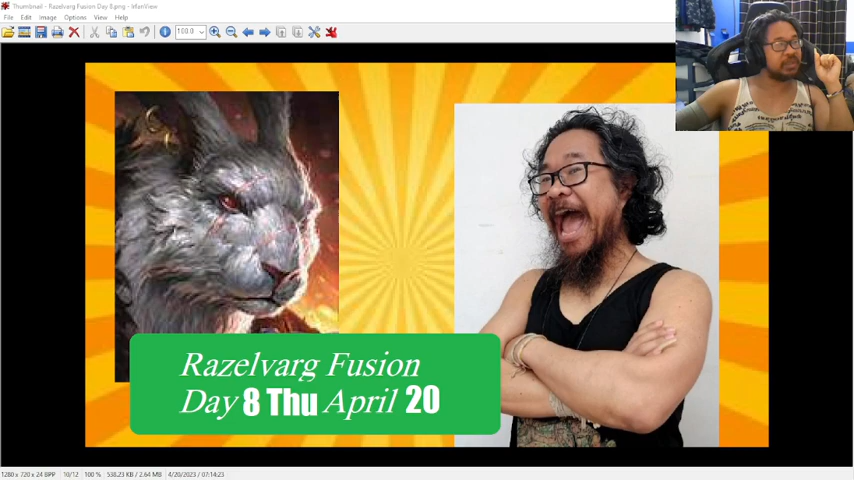 Thumbnail - Razelvarg Fusion Day 8.png - IrfanView
File Edit Image Options View Help
100.0
Razelvarg Fusion
Day 8 Thu April 20
1280 x 720 x 24 BPP 10/12 100 % 538.23 KB / 2.64 MB 4/20/2023 / 07:14:23